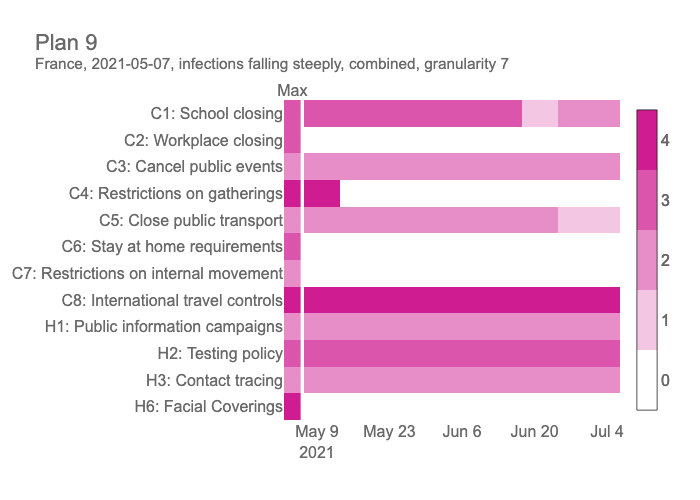 Plan 9
France, 2021-05-07, infections falling steeply, combined, granularity 7
Max
C1: School closing
C2: Workplace closing
C3: Cancel public events
C4: Restrictions on gatherings
C5: Close public transport
C6: Stay at home requirements
C7: Restrictions on internal movement
C8: International travel controls
H1: Public information campaigns
H2: Testing policy
H3: Contact tracing
H6: Facial Coverings
May 9 May 23 Jun 6 Jun 20 Jul 4
2021
4
3
2
1
0